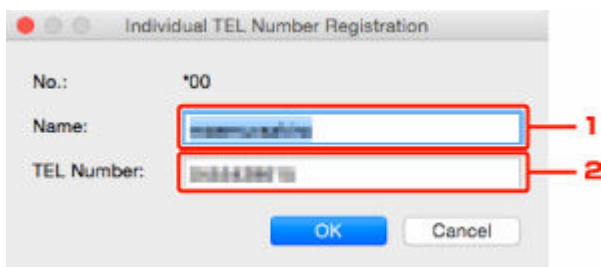 Individual TEL Number Registration
No.: *00
Name: 1
TEL Number: 2
OK Cancel